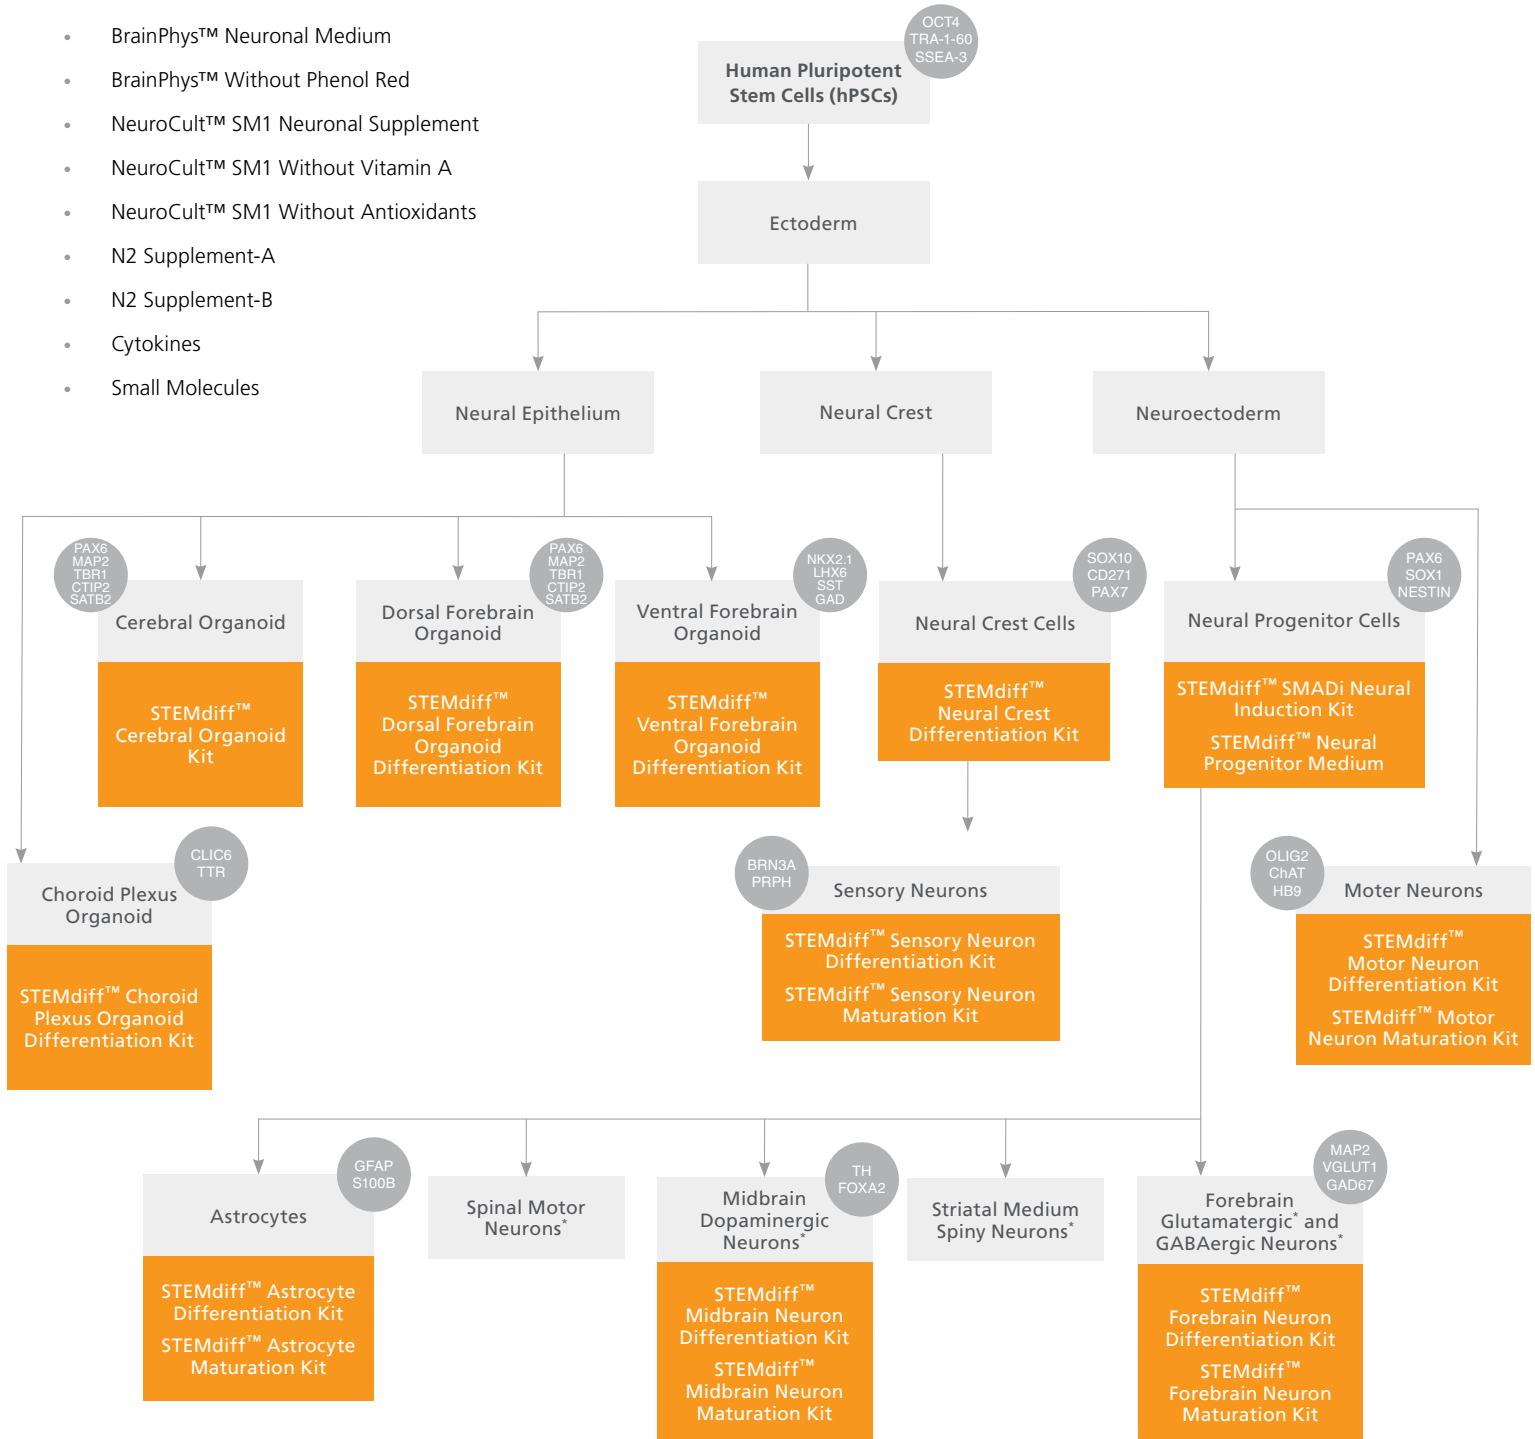 • BrainPhys™ Neuronal Medium
• BrainPhys™ Without Phenol Red
• NeuroCult™ SM1 Neuronal Supplement
• NeuroCult™ SM1 Without Vitamin A
• NeuroCult™ SM1 Without Antioxidants
• N2 Supplement-A
• N2 Supplement-B
• Cytokines
• Small Molecules
OCT4
TRA-1-60
SSEA-3
Human Pluripotent
Stem Cells (hPSCs)
Ectoderm
Neural Epithelium
Neural Crest
Neuroectoderm
PAX6
MAP2
TBR1
CTIP2
SATB2
Cerebral Organoid
STEMdiff™
Cerebral Organoid
Kit
PAX6
MAP2
TBR1
CTIP2
SATB2
Dorsal Forebrain
Organoid
STEMdiff™
Dorsal Forebrain
Organoid
Differentiation Kit
NKX2.1
LHX6
SST
GAD
Ventral Forebrain
Organoid
STEMdiff™
Ventral Forebrain
Organoid
Differentiation Kit
SOX10
CD271
PAX7
Neural Crest Cells
STEMdiff™
Neural Crest
Differentiation Kit
PAX6
SOX1
NESTIN
Neural Progenitor Cells
STEMdiff™ SMADi Neural
Induction Kit
STEMdiff™ Neural
Progenitor Medium
CLIC6
TTR
Choroid Plexus
Organoid
STEMdiff™ Choroid
Plexus Organoid
Differentiation Kit
BRN3A
PRPH
Sensory Neurons
STEMdiff™ Sensory Neuron
Differentiation Kit
STEMdiff™ Sensory Neuron
Maturation Kit
OLIG2
ChAT
HB9
Moter Neurons
STEMdiff™
Motor Neuron
Differentiation Kit
STEMdiff™ Motor
Neuron Maturation Kit
GFAP
S100B
Astrocytes
STEMdiff™ Astrocyte
Differentiation Kit
STEMdiff™ Astrocyte
Maturation Kit
Spinal Motor
Neurons*
TH
FOXA2
Midbrain
Dopaminergic
Neurons*
STEMdiff™
Midbrain Neuron
Differentiation Kit
STEMdiff™
Midbrain Neuron
Maturation Kit
Striatal Medium
Spiny Neurons*
MAP2
VGLUT1
GAD67
Forebrain
Glutamatergic* and
GABAergic Neurons*
STEMdiff™
Forebrain Neuron
Differentiation Kit
STEMdiff™
Forebrain Neuron
Maturation Kit